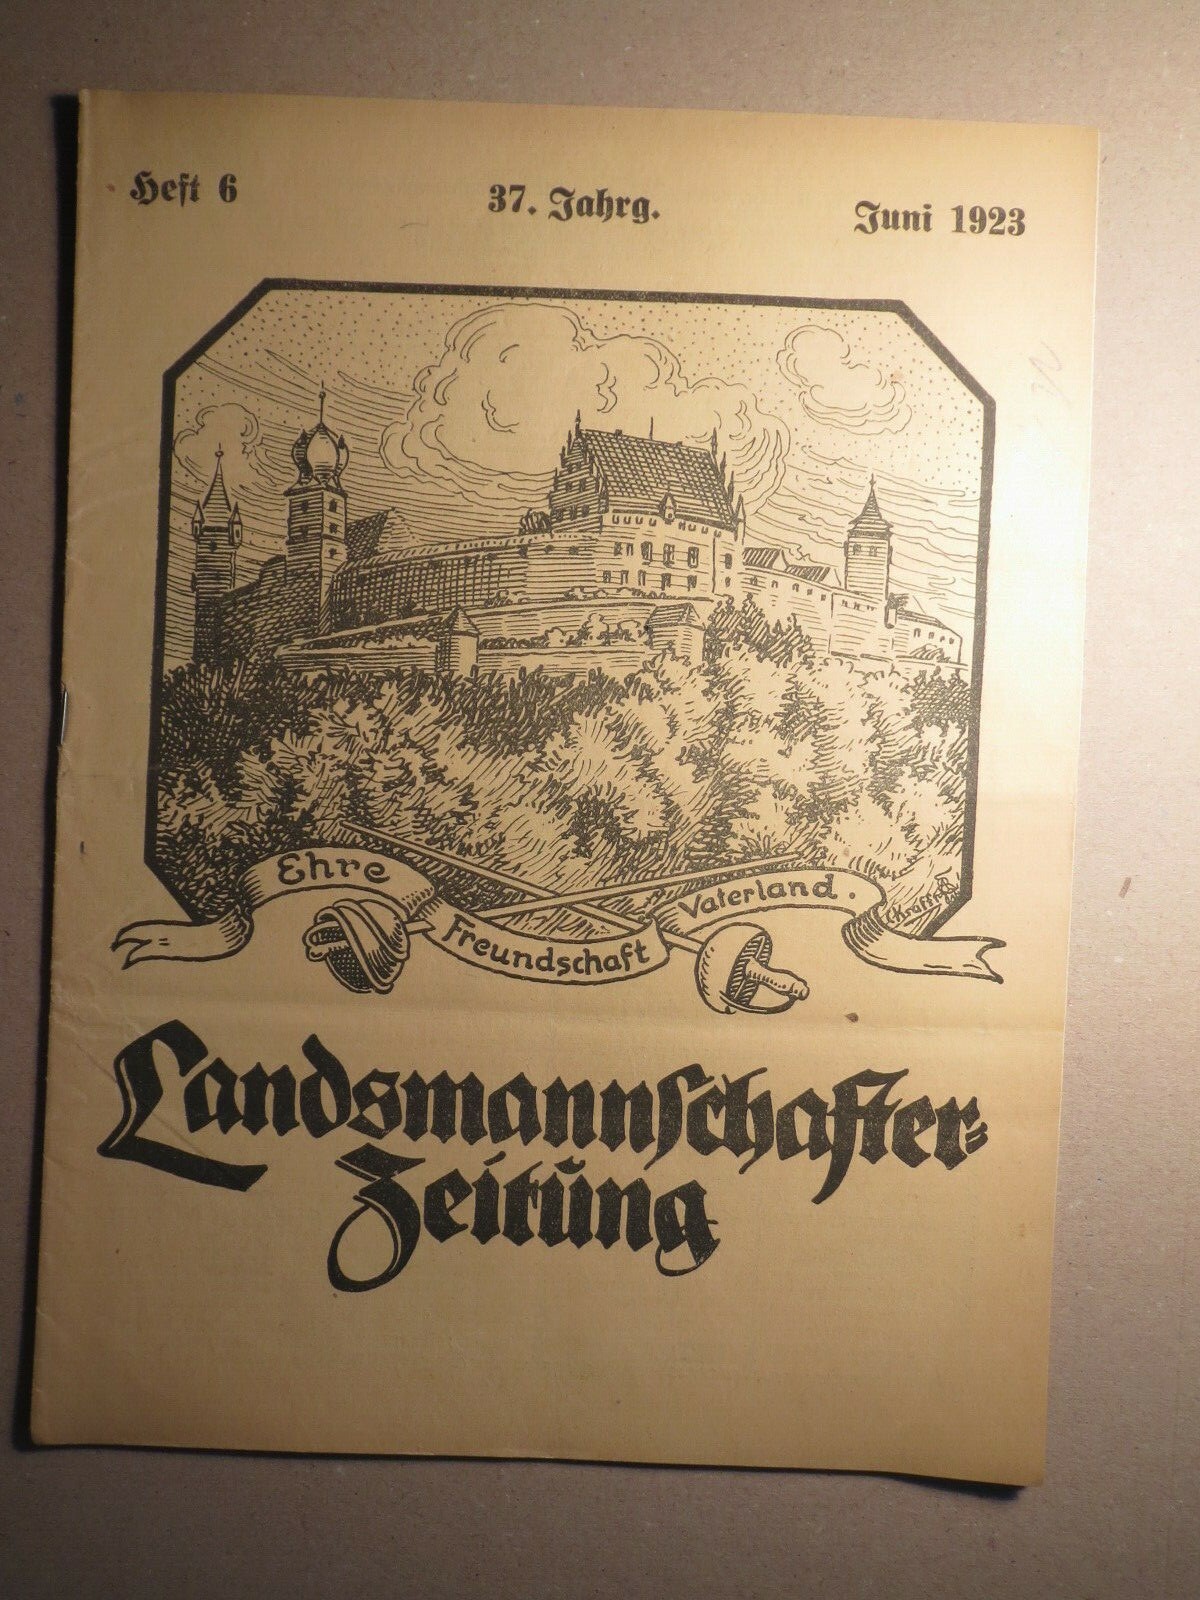 Heft 6
37. Jahrg.
Juni 1923
Ehre
Freundschaft
Vaterland.
Landsmannschafter-
Zeitung